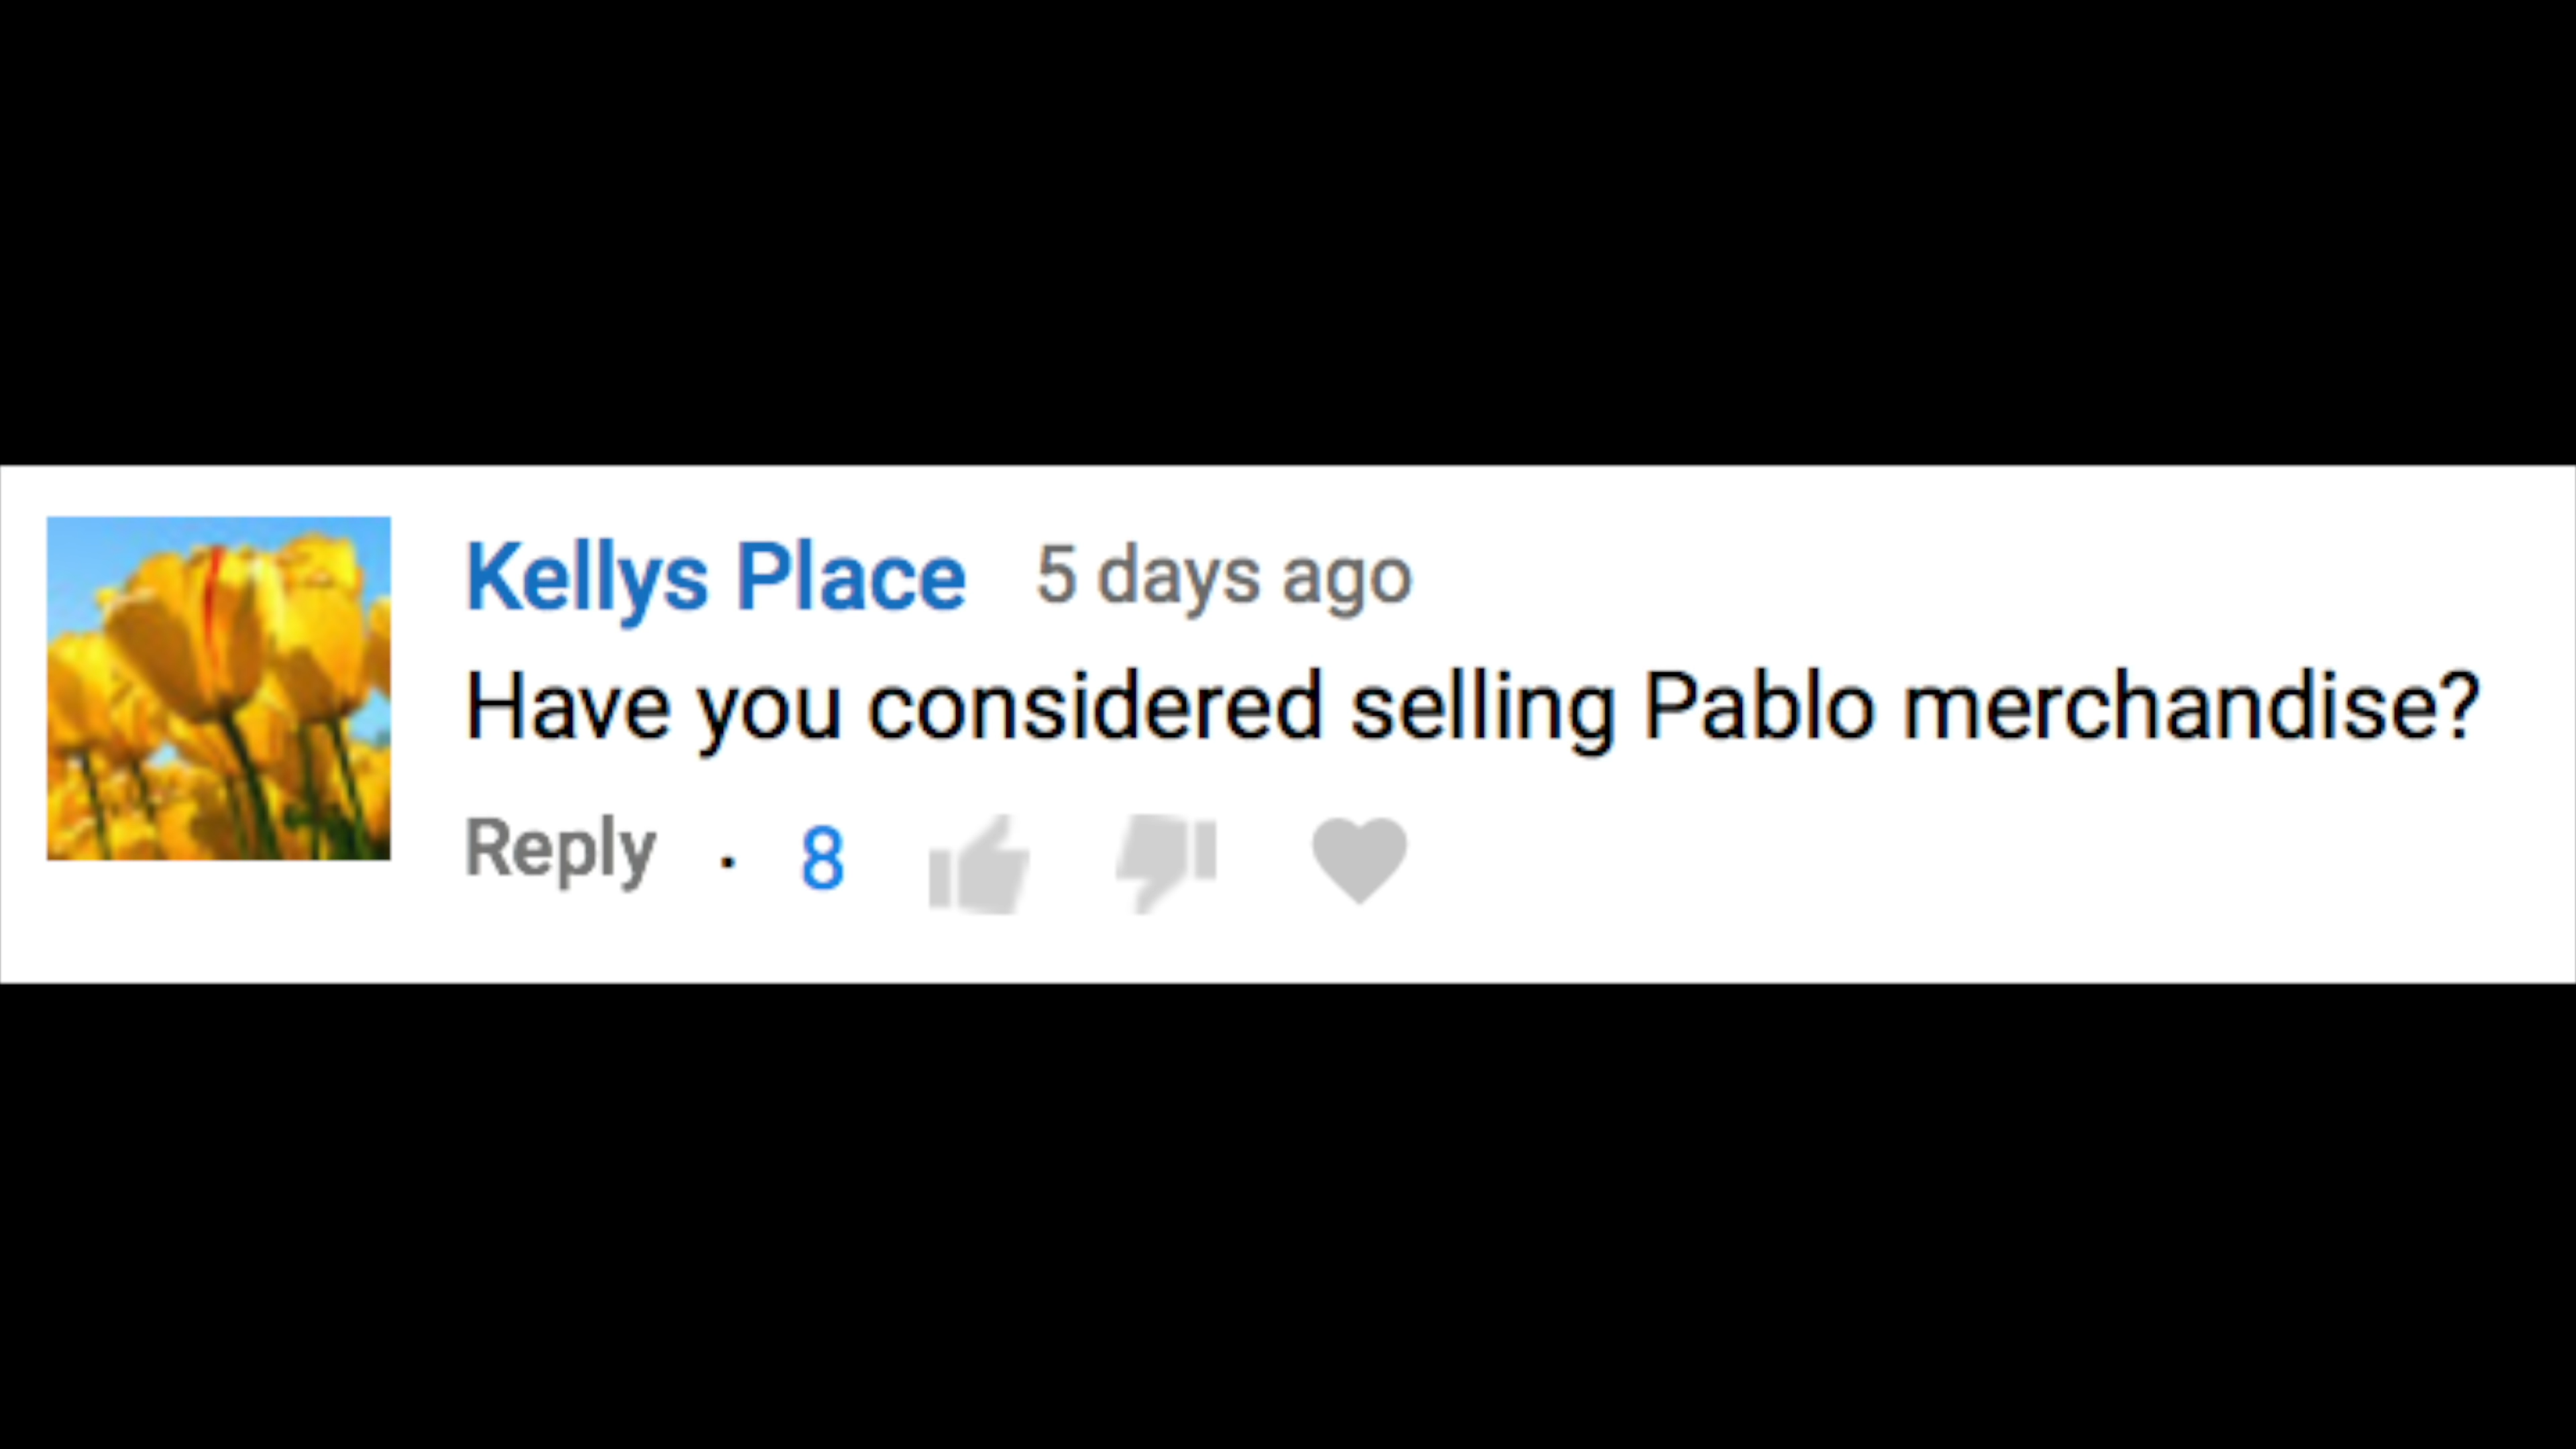 Kellys Place 5 days ago
Have you considered selling Pablo merchandise?
Reply · 8